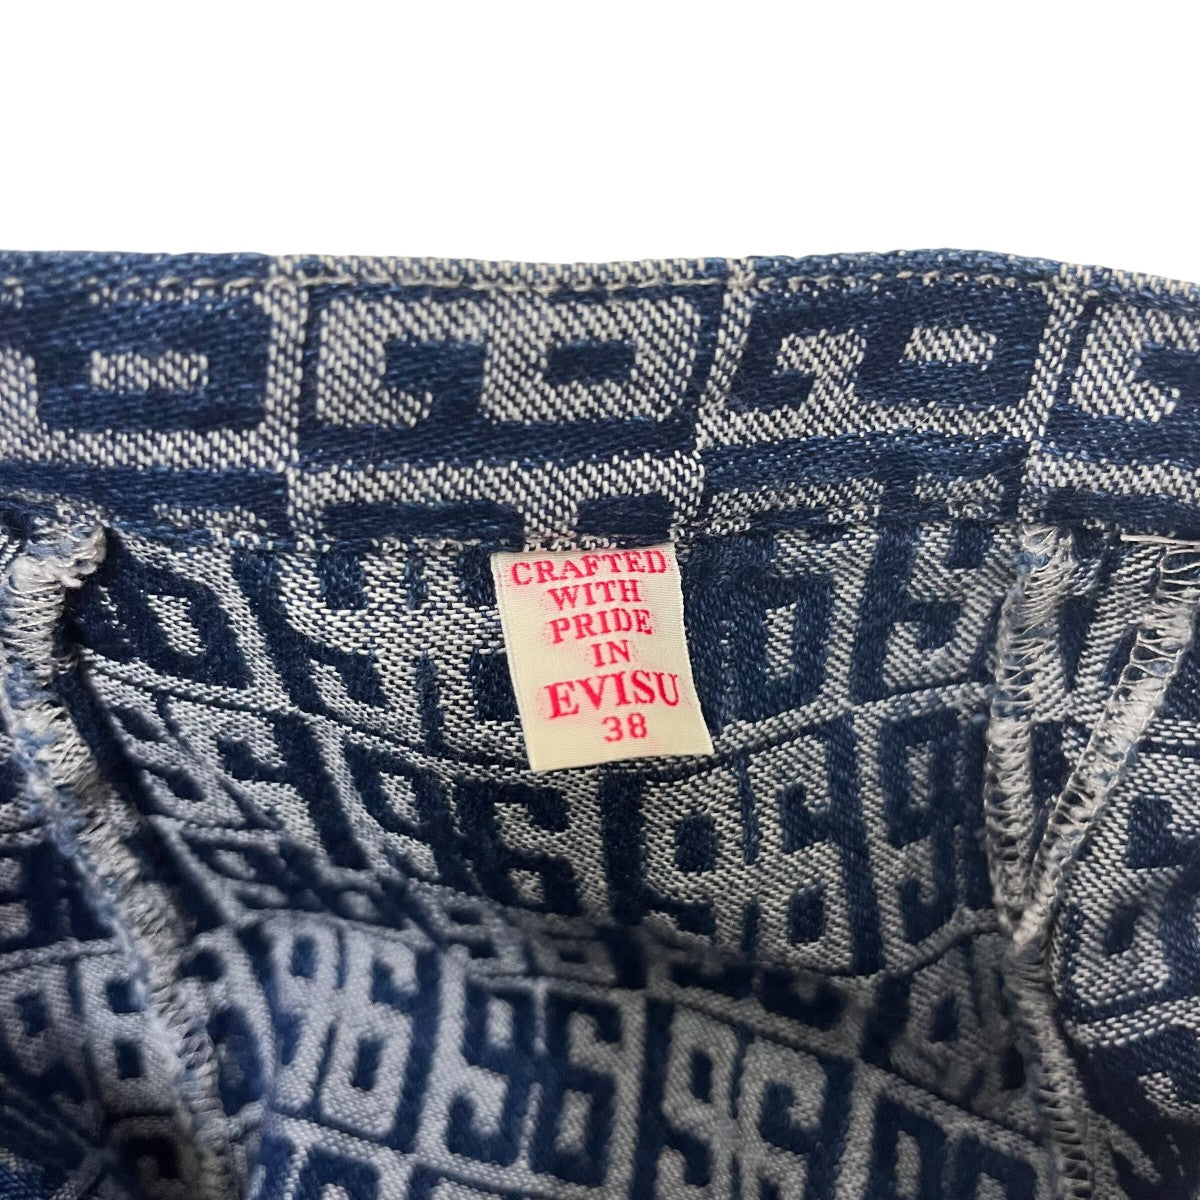 CRAFTED
WITH
PRIDE
IN
EVISU
38